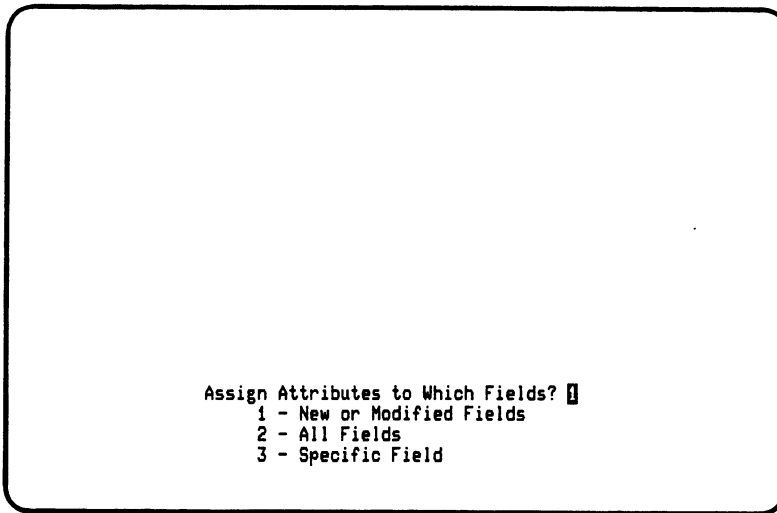 Assign Attributes to Which Fields? 1
1 - New or Modified Fields
2 - All Fields
3 - Specific Field